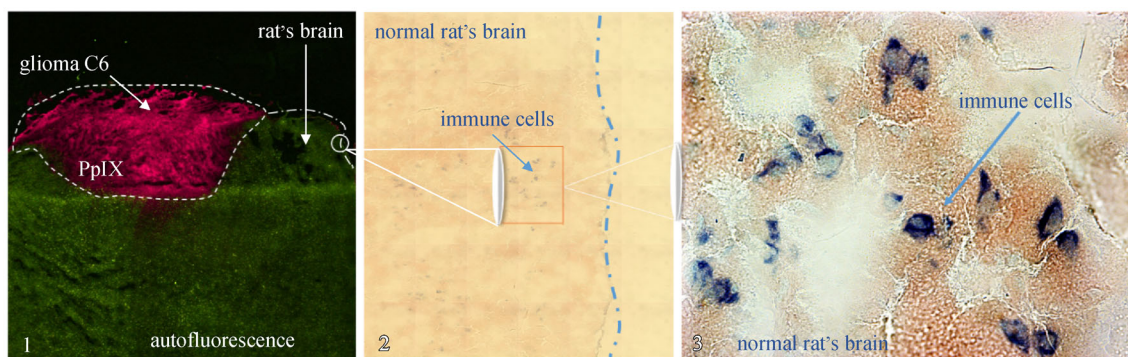 rat's brain
glioma C6
PpIX
autofluorescence
1
normal rat's brain
immune cells
2
immune cells
normal rat's brain
3